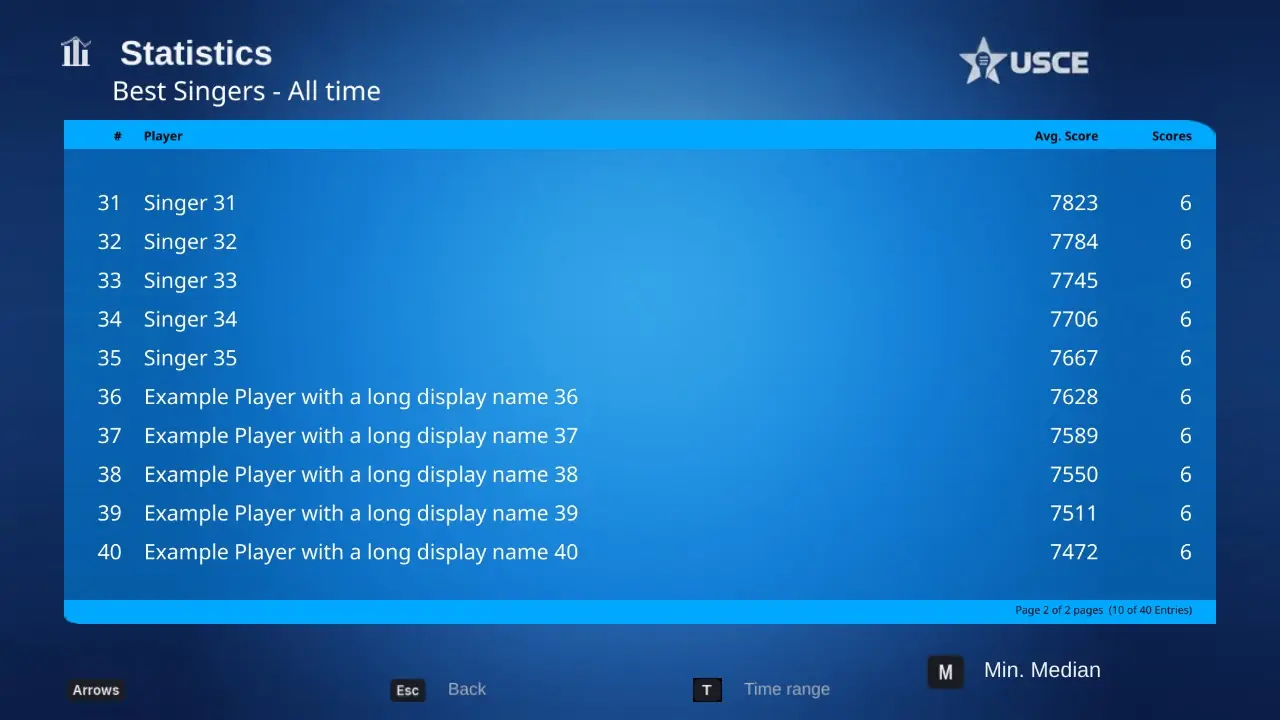 Statistics
USCE
Best Singers - All time
# Player Avg. Score Scores
31 Singer 31 7823 6
32 Singer 32 7784 6
33 Singer 33 7745 6
34 Singer 34 7706 6
35 Singer 35 7667 6
36 Example Player with a long display name 36 7628 6
37 Example Player with a long display name 37 7589 6
38 Example Player with a long display name 38 7550 6
39 Example Player with a long display name 39 7511 6
40 Example Player with a long display name 40 7472 6
Page 2 of 2 pages (10 of 40 Entries)
Arrows Esc Back T Time range M Min. Median